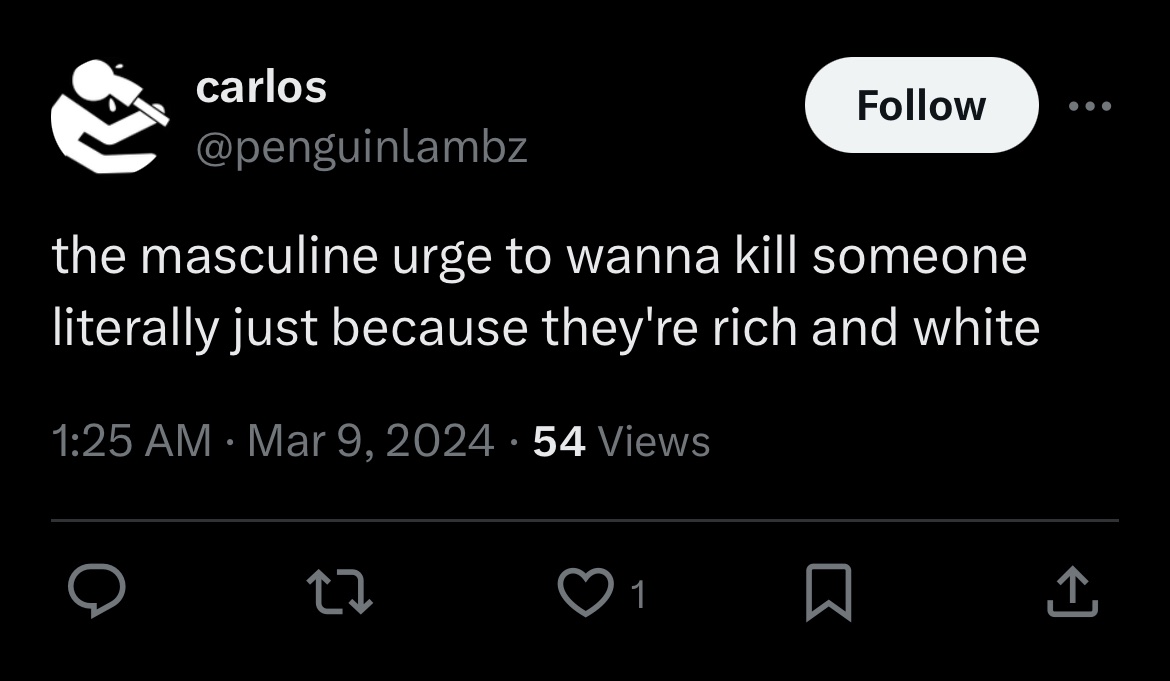 carlos
Follow
@penguinlambz
the masculine urge to wanna kill someone
literally just because they're rich and white
1:25 AM · Mar 9, 2024 · 54 Views
1